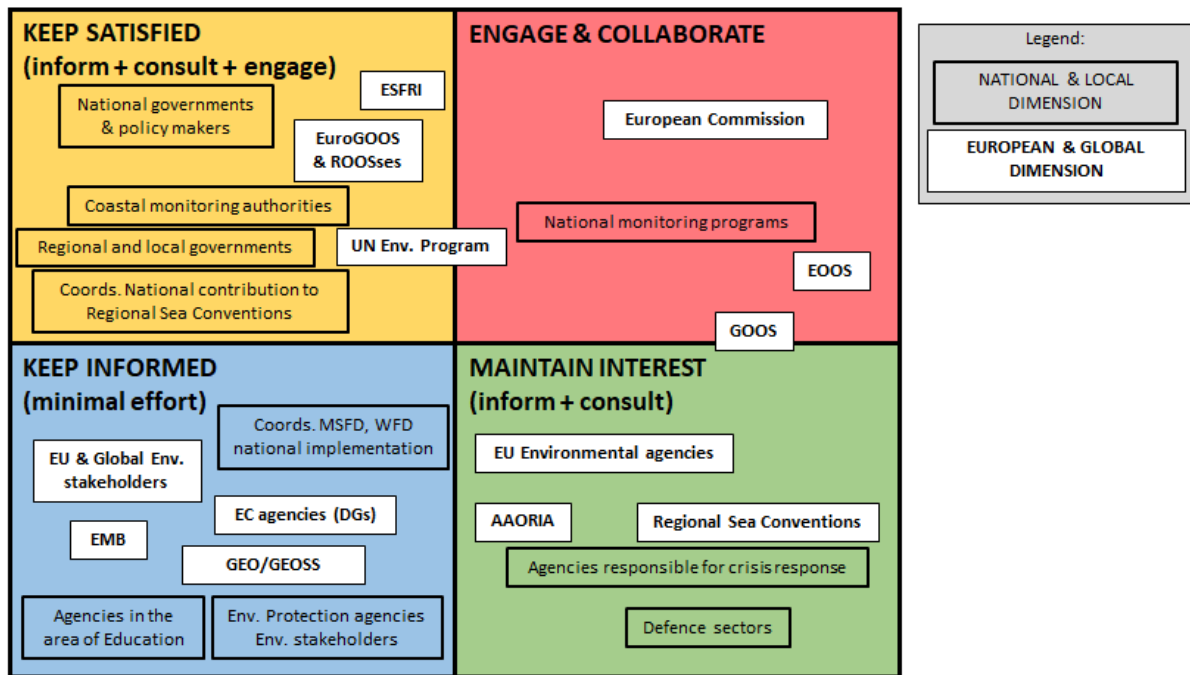 KEEP SATISFIED
(inform + consult + engage)
ESFRI
National governments
& policy makers
EuroGOOS
& ROOSses
Coastal monitoring authorities
Regional and local governments
UN Env. Program
Coords. National contribution to
Regional Sea Conventions
ENGAGE & COLLABORATE
European Commission
National monitoring programs
EOOS
GOOS
KEEP INFORMED
(minimal effort)
Coords. MSFD, WFD
national implementation
EU & Global Env.
stakeholders
EC agencies (DGs)
EMB
GEO/GEOSS
Agencies in the
area of Education
Env. Protection agencies
Env. stakeholders
MAINTAIN INTEREST
(inform + consult)
EU Environmental agencies
AAORIA
Regional Sea Conventions
Agencies responsible for crisis response
Defence sectors
Legend:
NATIONAL & LOCAL
DIMENSION
EUROPEAN & GLOBAL
DIMENSION